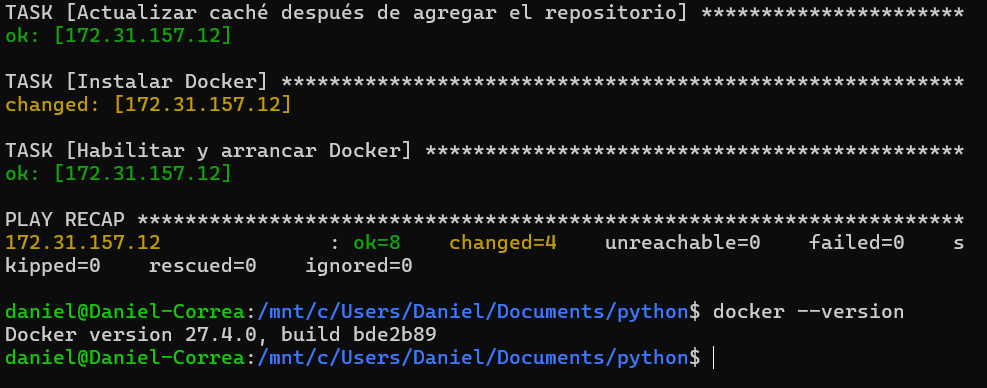 TASK [Actualizar caché después de agregar el repositorio] **********************
ok: [172.31.157.12]
TASK [Instalar Docker] *********************************************************
changed: [172.31.157.12]
TASK [Habilitar y arrancar Docker] *********************************************
ok: [172.31.157.12]
PLAY RECAP *********************************************************************
172.31.157.12              : ok=8    changed=4    unreachable=0    failed=0    s
kipped=0    rescued=0    ignored=0
daniel@Daniel-Correa:/mnt/c/Users/Daniel/Documents/python$ docker --version
Docker version 27.4.0, build bde2b89
daniel@Daniel-Correa:/mnt/c/Users/Daniel/Documents/python$